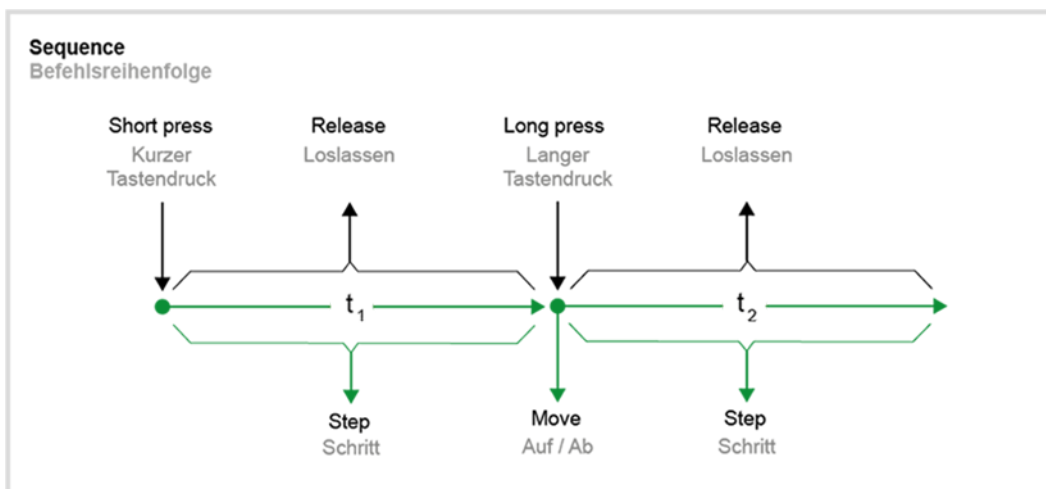 Sequence
Befehlsreihenfolge
Short press
Kurzer
Tastendruck
Release
Loslassen
Long press
Langer
Tastendruck
Release
Loslassen
t1
t2
Step
Schritt
Move
Auf / Ab
Step
Schritt